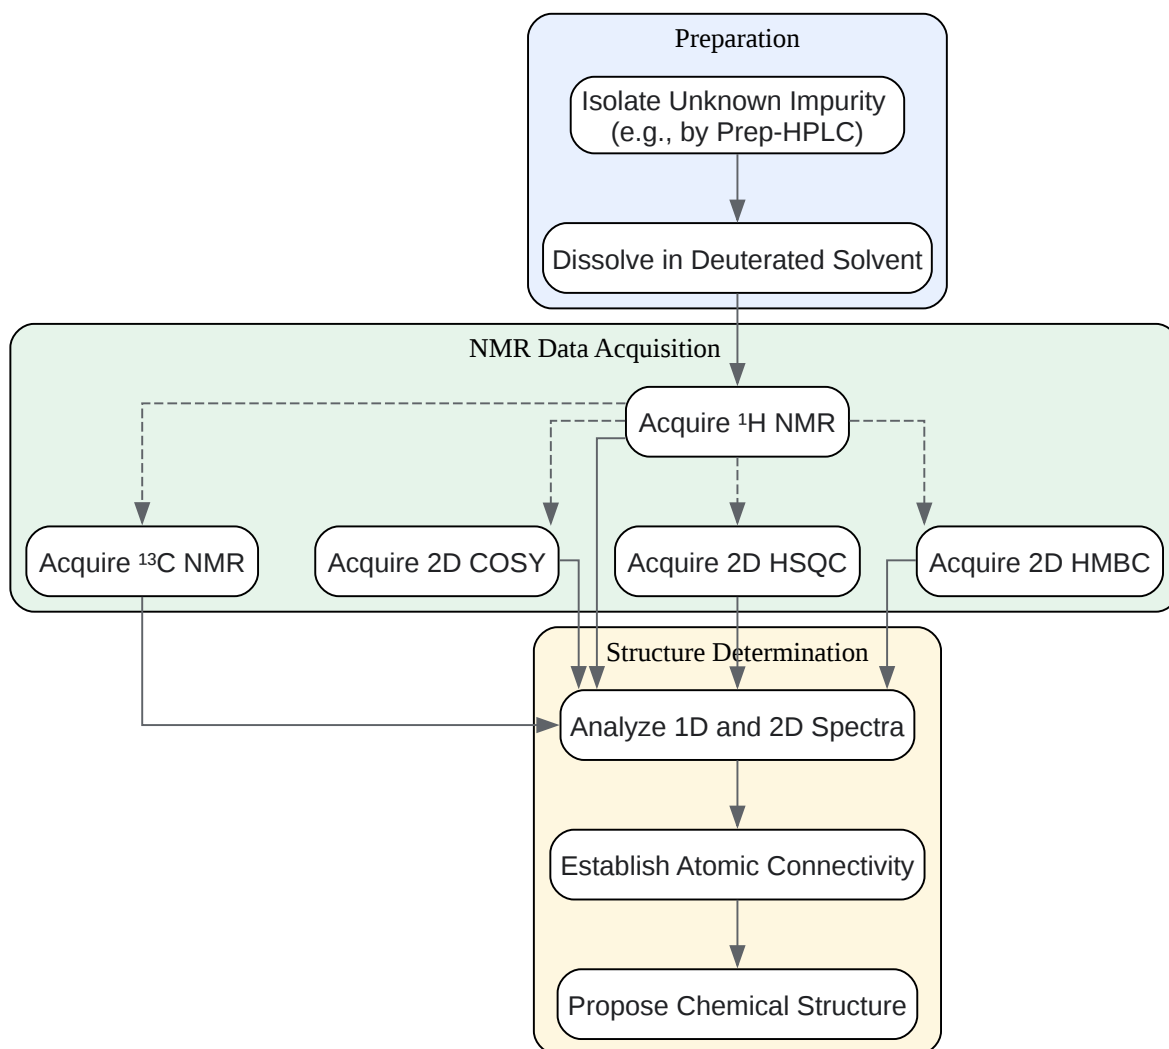 Preparation
Isolate Unknown Impurity
(e.g., by Prep-HPLC)
Dissolve in Deuterated Solvent
NMR Data Acquisition
Acquire ¹H NMR
Acquire ¹³C NMR
Acquire 2D COSY
Acquire 2D HSQC
Acquire 2D HMBC
Structure Determination
Analyze 1D and 2D Spectra
Establish Atomic Connectivity
Propose Chemical Structure